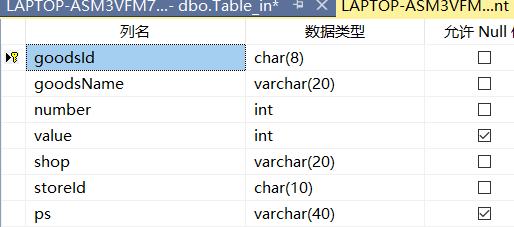 LAPTOP-ASM3VFM7...- dbo.Table_in* LAPTOP-ASM3VFM...nt
列名 数据类型 允许 Null
goodsId char(8)
goodsName varchar(20)
number int
value int
shop varchar(20)
storeId char(10)
ps varchar(40)